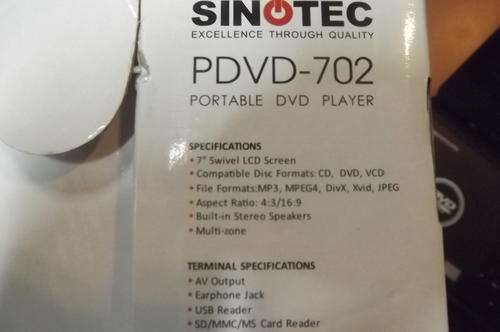 SINOTEC
EXCELLENCE THROUGH QUALITY
PDVD-702
PORTABLE DVD PLAYER
SPECIFICATIONS
• 7" Swivel LCD Screen
• Compatible Disc Formats: CD, DVD, VCD
• File Formats:MP3, MPEG4, DivX, Xvid, JPEG
• Aspect Ratio: 4:3/16:9
• Built-in Stereo Speakers
• Multi-zone
TERMINAL SPECIFICATIONS
• AV Output
• Earphone Jack
• USB Reader
• SD/MMC/MS Card Reader